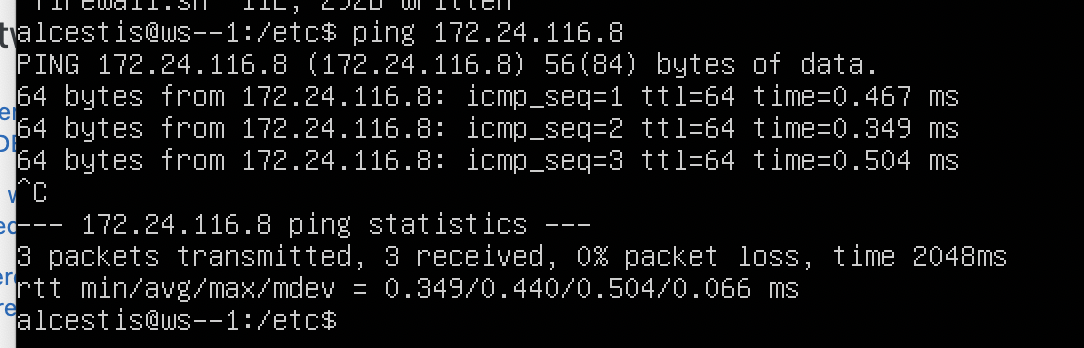 firewall.sh" 11L, 292B written
alcestis@ws--1:/etc$ ping 172.24.116.8
PING 172.24.116.8 (172.24.116.8) 56(84) bytes of data.
64 bytes from 172.24.116.8: icmp_seq=1 ttl=64 time=0.467 ms
64 bytes from 172.24.116.8: icmp_seq=2 ttl=64 time=0.349 ms
64 bytes from 172.24.116.8: icmp_seq=3 ttl=64 time=0.504 ms
^C
--- 172.24.116.8 ping statistics ---
3 packets transmitted, 3 received, 0% packet loss, time 2048ms
rtt min/avg/max/mdev = 0.349/0.440/0.504/0.066 ms
alcestis@ws--1:/etc$